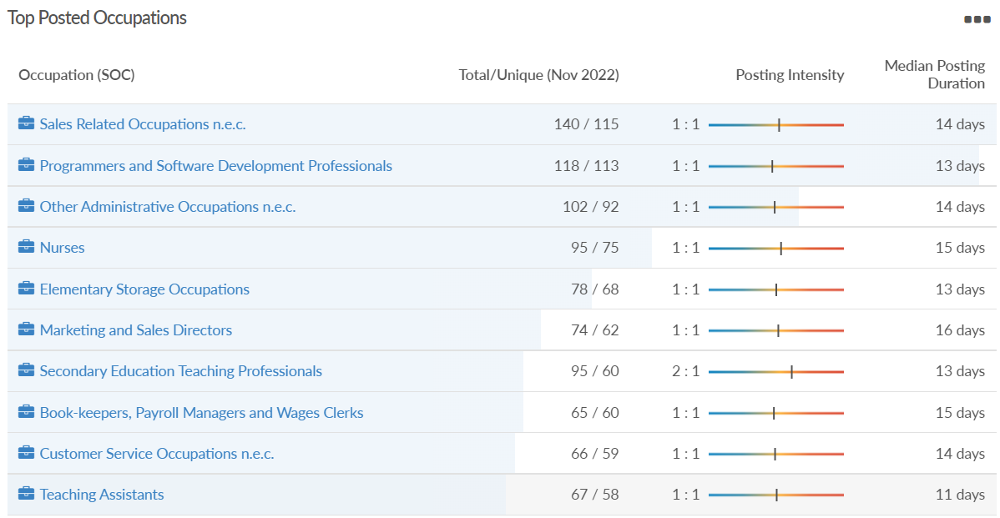 Top Posted Occupations
Occupation (SOC) Total/Unique (Nov 2022) Posting Intensity Median Posting Duration
Sales Related Occupations n.e.c. 140 / 115 1 : 1 14 days
Programmers and Software Development Professionals 118 / 113 1 : 1 13 days
Other Administrative Occupations n.e.c. 102 / 92 1 : 1 14 days
Nurses 95 / 75 1 : 1 15 days
Elementary Storage Occupations 78 / 68 1 : 1 13 days
Marketing and Sales Directors 74 / 62 1 : 1 16 days
Secondary Education Teaching Professionals 95 / 60 2 : 1 13 days
Book-keepers, Payroll Managers and Wages Clerks 65 / 60 1 : 1 15 days
Customer Service Occupations n.e.c. 66 / 59 1 : 1 14 days
Teaching Assistants 67 / 58 1 : 1 11 days